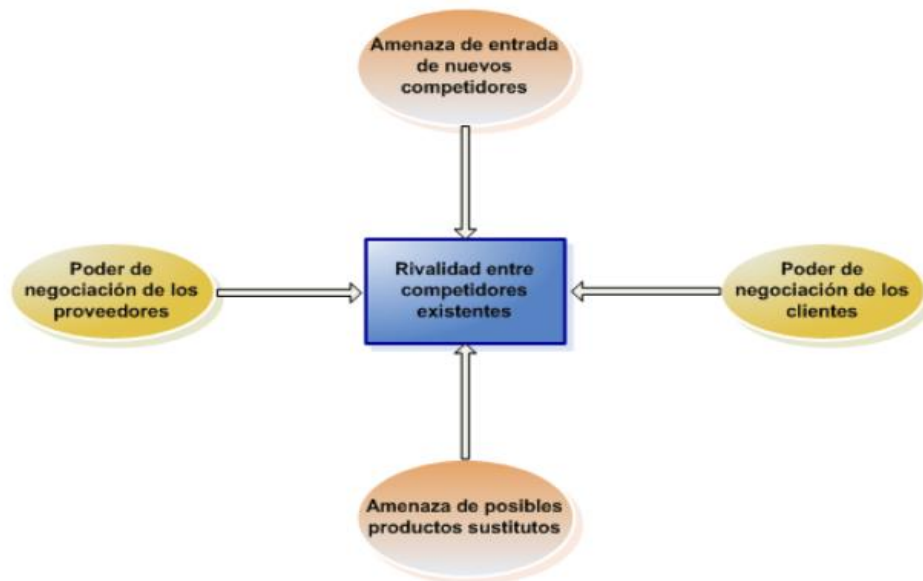 Amenaza de entrada
de nuevos
competidores
Poder de
negociación de los
proveedores
Rivalidad entre
competidores
existentes
Poder de
negociación de los
clientes
Amenaza de posibles
productos sustitutos